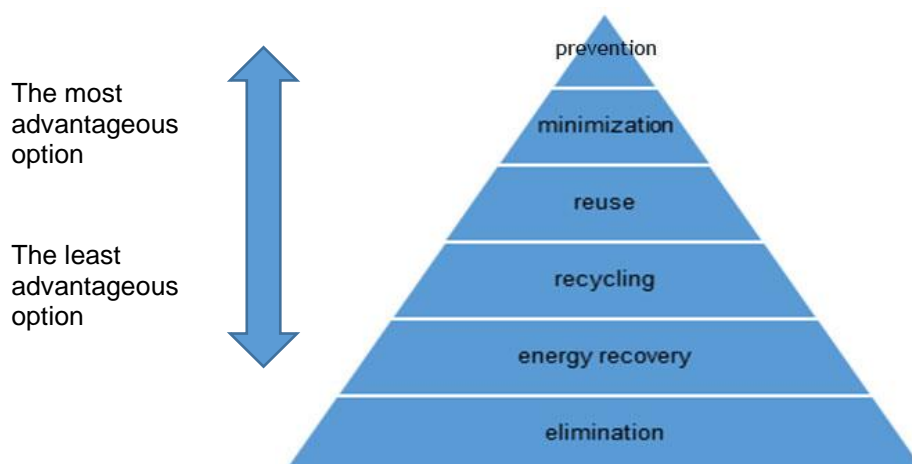 The most
advantageous
option
The least
advantageous
option
prevention
minimization
reuse
recycling
energy recovery
elimination